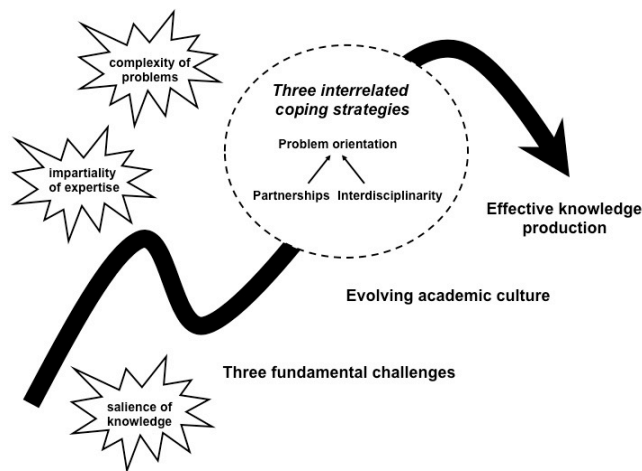 complexity of
problems
Three interrelated
coping strategies
Problem orientation
impartiality
of expertise
Partnerships
Interdisciplinarity
Effective knowledge
production
Evolving academic culture
Three fundamental challenges
salience of
knowledge